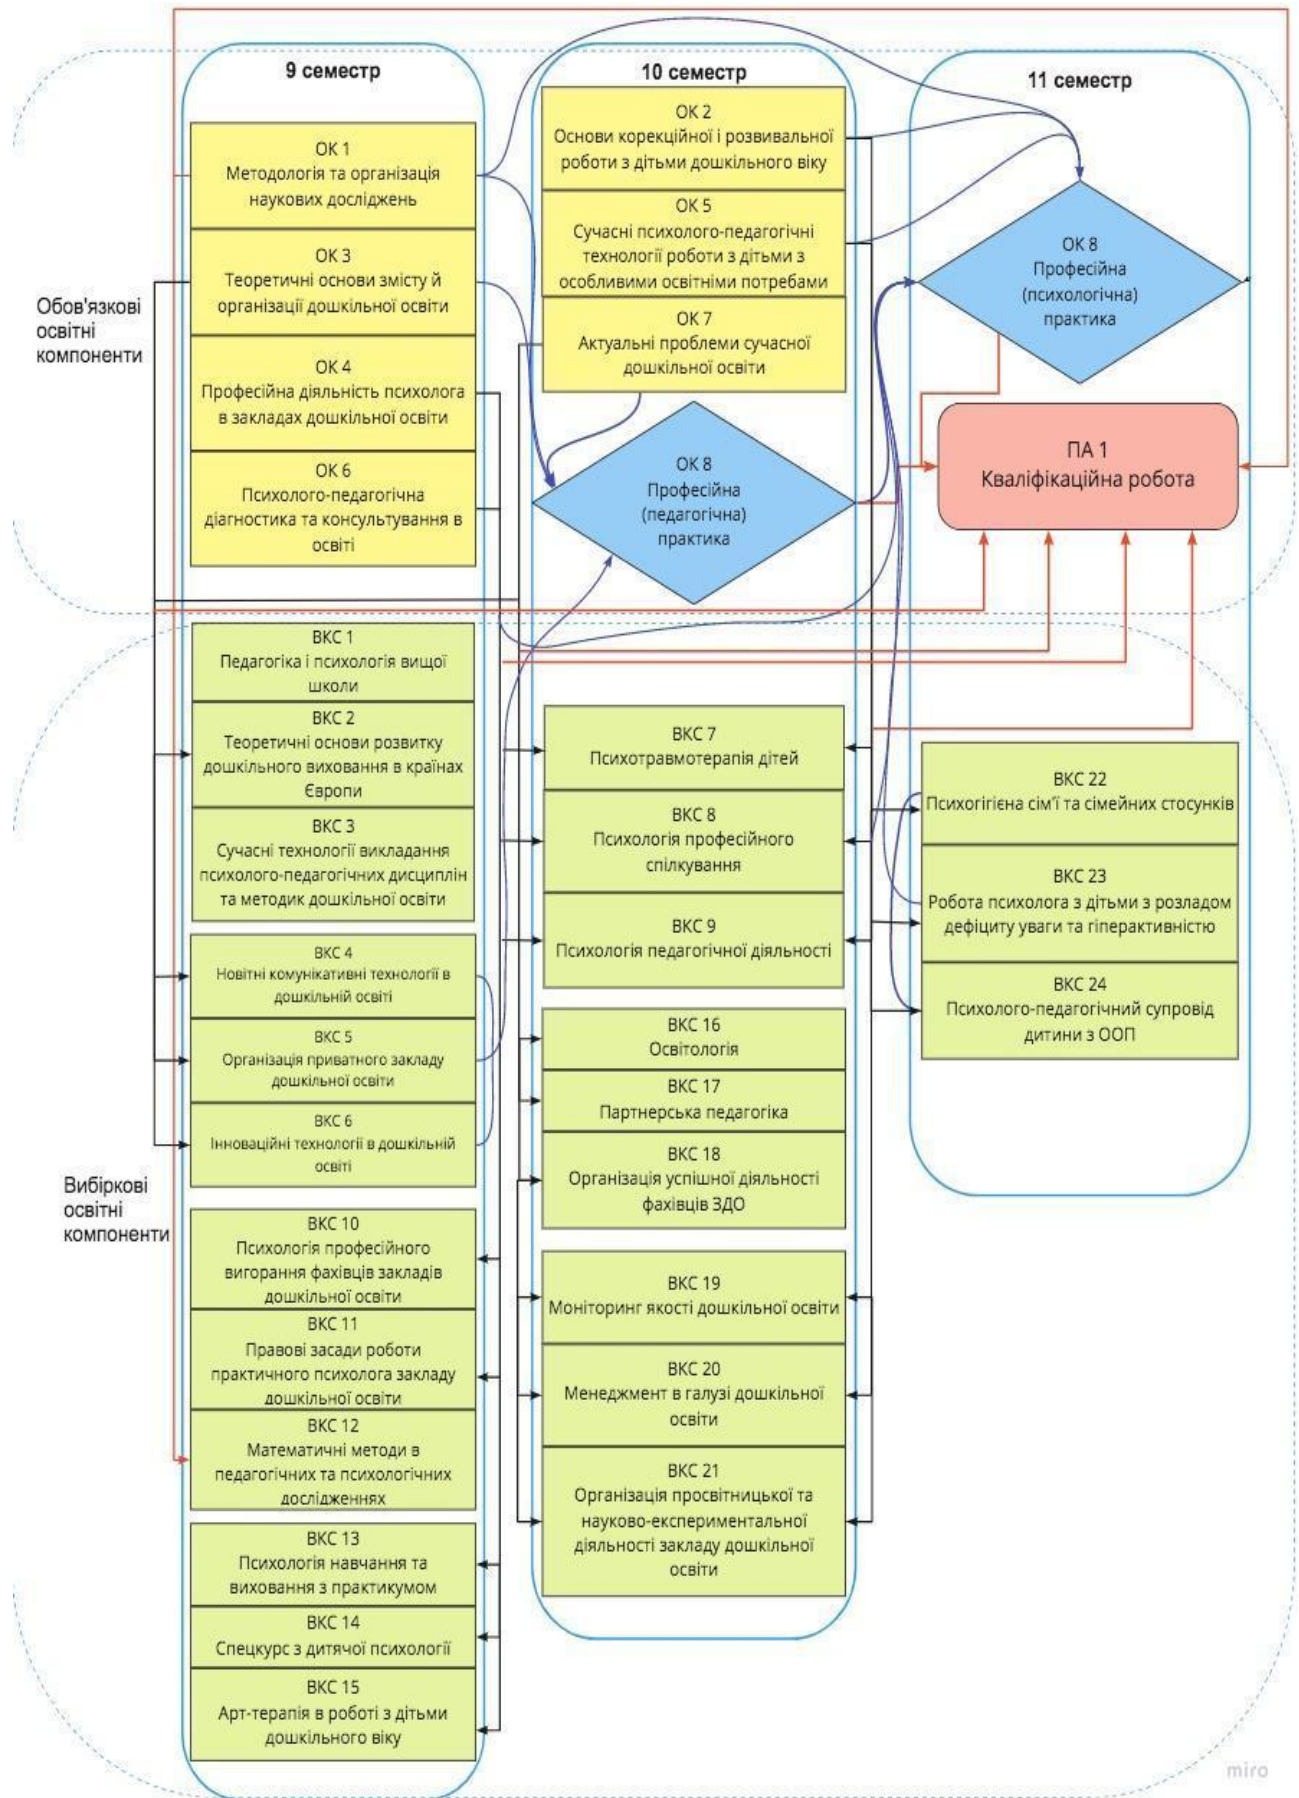 9 семестр
ОК 1
Методологія та організація
наукових досліджень
ОК 3
Теоретичні основи змісту й
організації дошкільної освіти
ОК 4
Професійна діяльність психолога
в закладах дошкільної освіти
ОК 6
Психолого-педагогічна
діагностика та консультування в
освіті
10 семестр
ОК 2
Основи корекційної і розвивальної
роботи з дітьми дошкільного віку
ОК 5
Сучасні психолого-педагогічні
технології роботи з дітьми з
особливими освітніми потребами
ОК 7
Актуальні проблеми сучасної
дошкільної освіти
ОК 8
Професійна
(педагогічна)
практика
11 семестр
ОК 8
Професійна
(психологічна)
практика
ПА 1
Кваліфікаційна робота
Обов'язкові
освітні
компоненти
ВКС 1
Педагогіка і психологія вищої
школи
ВКС 2
Теоретичні основи розвитку
дошкільного виховання в країнах
Європи
ВКС 3
Сучасні технології викладання
психолого-педагогічних дисциплін
та методик дошкільної освіти
ВКС 4
Новітні комунікативні технології в
дошкільній освіті
ВКС 5
Організація приватного закладу
дошкільної освіти
ВКС 6
Інноваційні технології в дошкільній
освіті
Вибіркові
освітні
компоненти
ВКС 10
Психологія професійного
вигорання фахівців закладів
дошкільної освіти
ВКС 11
Правові засади роботи
практичного психолога закладу
дошкільної освіти
ВКС 12
Математичні методи в
педагогічних та психологічних
дослідженнях
ВКС 13
Психологія навчання та
виховання з практикумом
ВКС 14
Спецкурс з дитячої психології
ВКС 15
Арт-терапія в роботі з дітьми
дошкільного віку
ВКС 7
Психотравмотерапія дітей
ВКС 8
Психологія професійного
спілкування
ВКС 9
Психологія педагогічної діяльності
ВКС 16
Освітологія
ВКС 17
Партнерська педагогіка
ВКС 18
Організація успішної діяльності
фахівців ЗДО
ВКС 19
Моніторинг якості дошкільної освіти
ВКС 20
Менеджмент в галузі дошкільної
освіти
ВКС 21
Організація просвітницької та
науково-експериментальної
діяльності закладу дошкільної
освіти
ВКС 22
Психогігієна сім'ї та сімейних стосунків
ВКС 23
Робота психолога з дітьми з розладом
дефіциту уваги та гіперактивністю
ВКС 24
Психолого-педагогічний супровід
дитини з ООП
miro